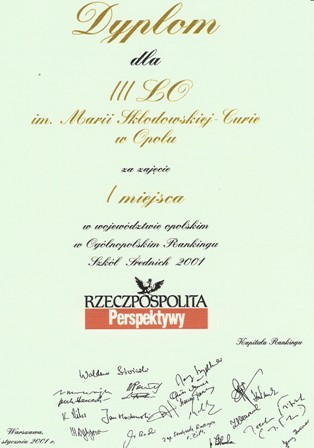 Dyplom
dla
III LO
im. Marii Skłodowskiej-Curie
w Opolu
za zajęcie
I miejsca
w województwie opolskim
w Ogólnopolskim Rankingu
Szkół Średnich 2001
RZECZPOSPOLITA
Perspektywy
Kapituła Rankingu
Warszawa,
stycznia 2001 r.